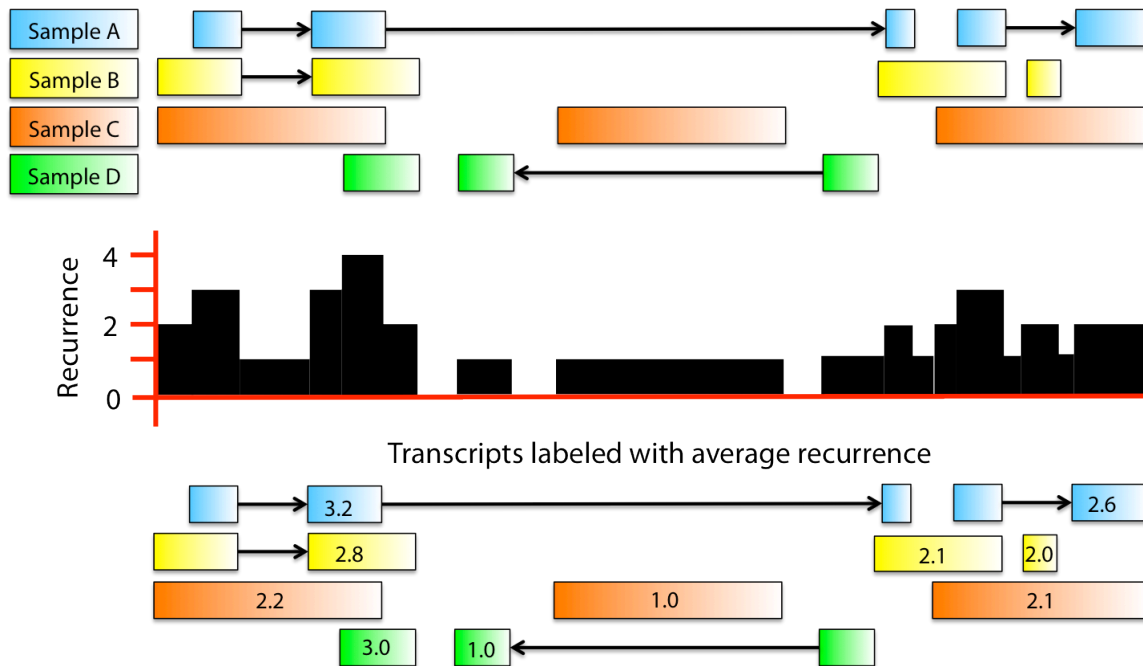 Sample A
Sample B
Sample C
Sample D
Recurrence
4
2
0
Transcripts labeled with average recurrence
3.2
2.6
2.8
2.1
2.0
2.2
1.0
2.1
3.0
1.0